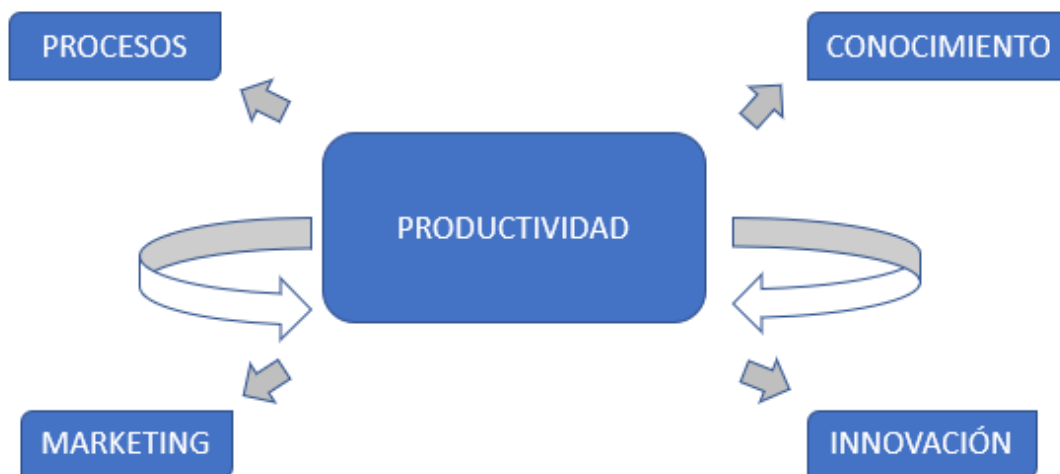 PROCESOS
CONOCIMIENTO
PRODUCTIVIDAD
MARKETING
INNOVACIÓN